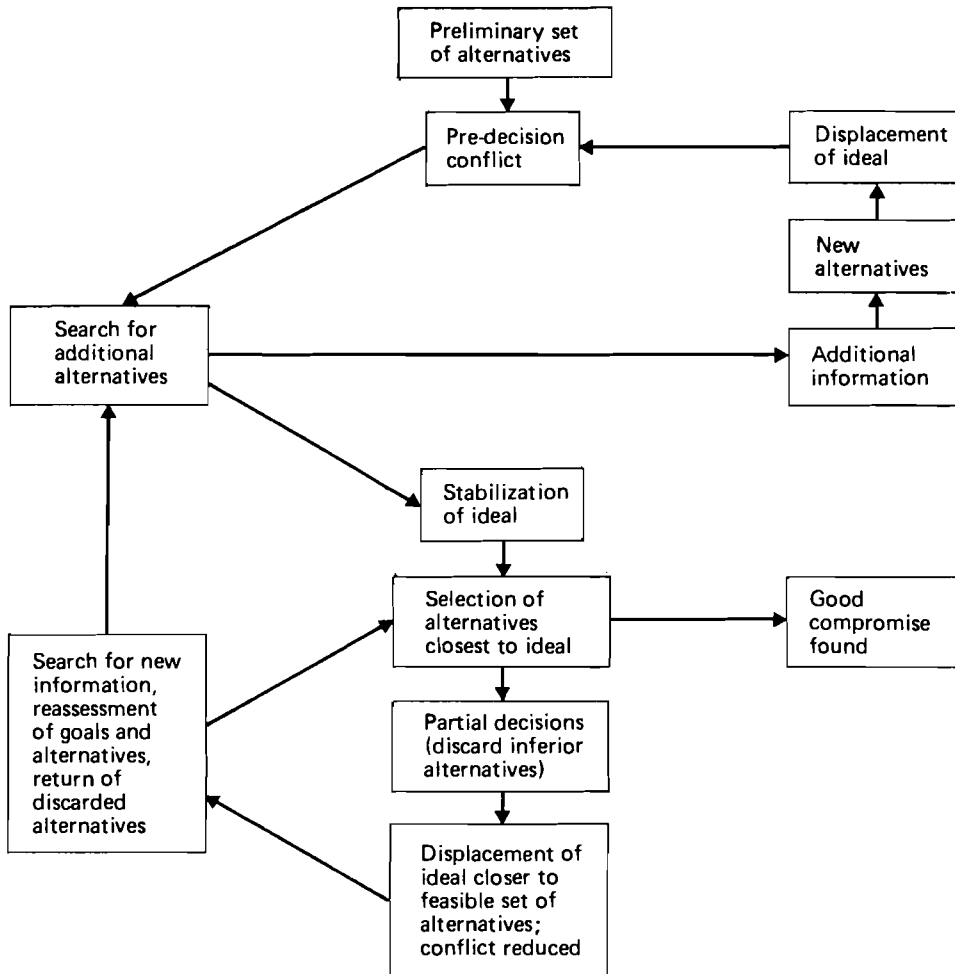 Preliminary set
of alternatives
Pre-decision
conflict
Displacement
of ideal
New
alternatives
Search for
additional
alternatives
Additional
information
Stabilization
of ideal
Selection of
alternatives
closest to ideal
Good
compromise
found
Search for new
information,
reassessment
of goals and
alternatives,
return of
discarded
alternatives
Partial decisions
(discard inferior
alternatives)
Displacement of
ideal closer to
feasible set of
alternatives;
conflict reduced